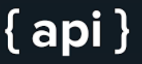 { api }